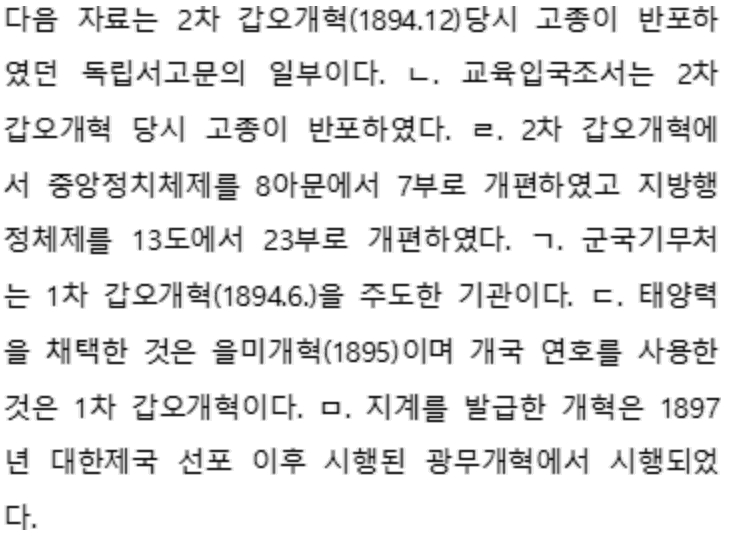 다음 자료는 2차 갑오개혁(1894.12)당시 고종이 반포하
였던 독립서고문의 일부이다. ㄴ. 교육입국조서는 2차
갑오개혁 당시 고종이 반포하였다. ㄹ. 2차 갑오개혁에
서 중앙정치체제를 8아문에서 7부로 개편하였고 지방행
정체제를 13도에서 23부로 개편하였다. ㄱ. 군국기무처
는 1차 갑오개혁(1894.6.)을 주도한 기관이다. ㄷ. 태양력
을 채택한 것은 을미개혁(1895)이며 개국 연호를 사용한
것은 1차 갑오개혁이다. ㅁ. 지계를 발급한 개혁은 1897
년 대한제국 선포 이후 시행된 광무개혁에서 시행되었
다.